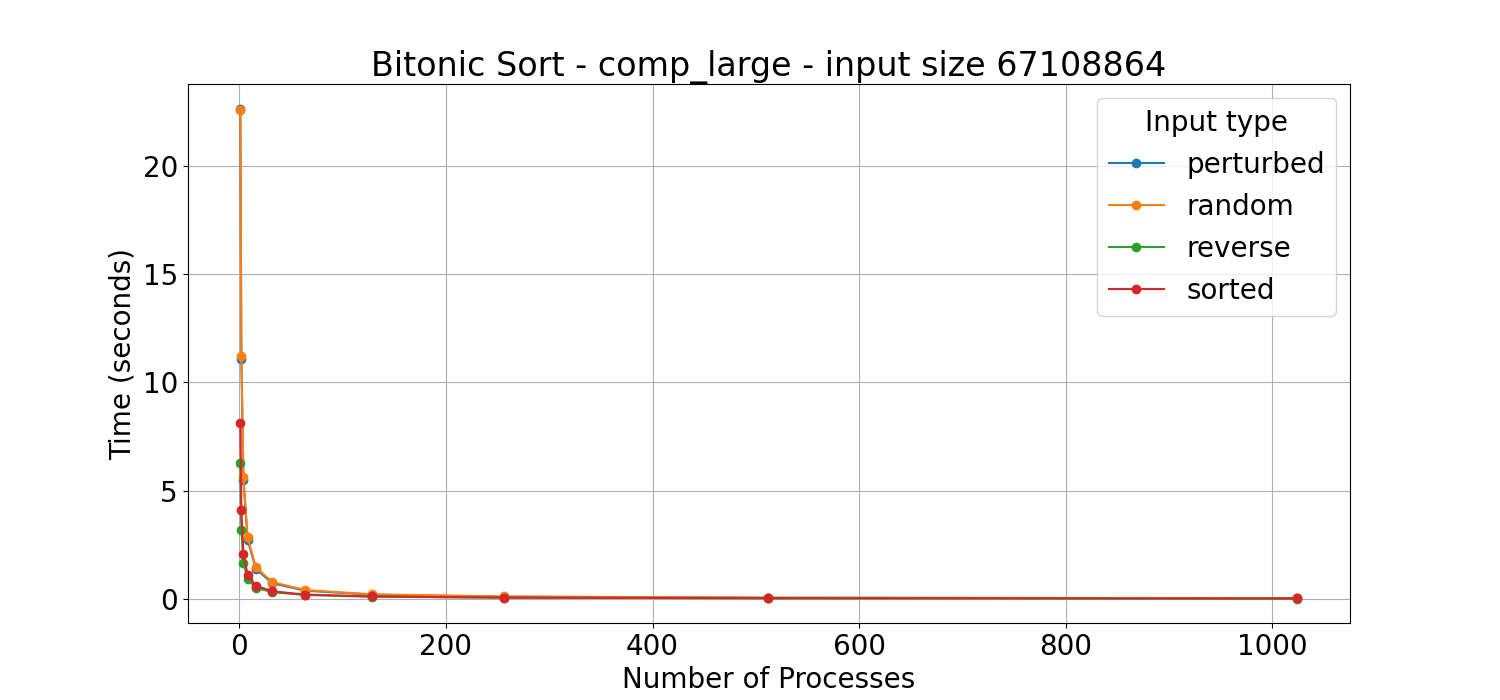 Bitonic Sort - comp_large - input size 67108864
Input type
perturbed
random
reverse
sorted
Time (seconds)
20
15
10
5
0
0 200 400 600 800 1000
Number of Processes